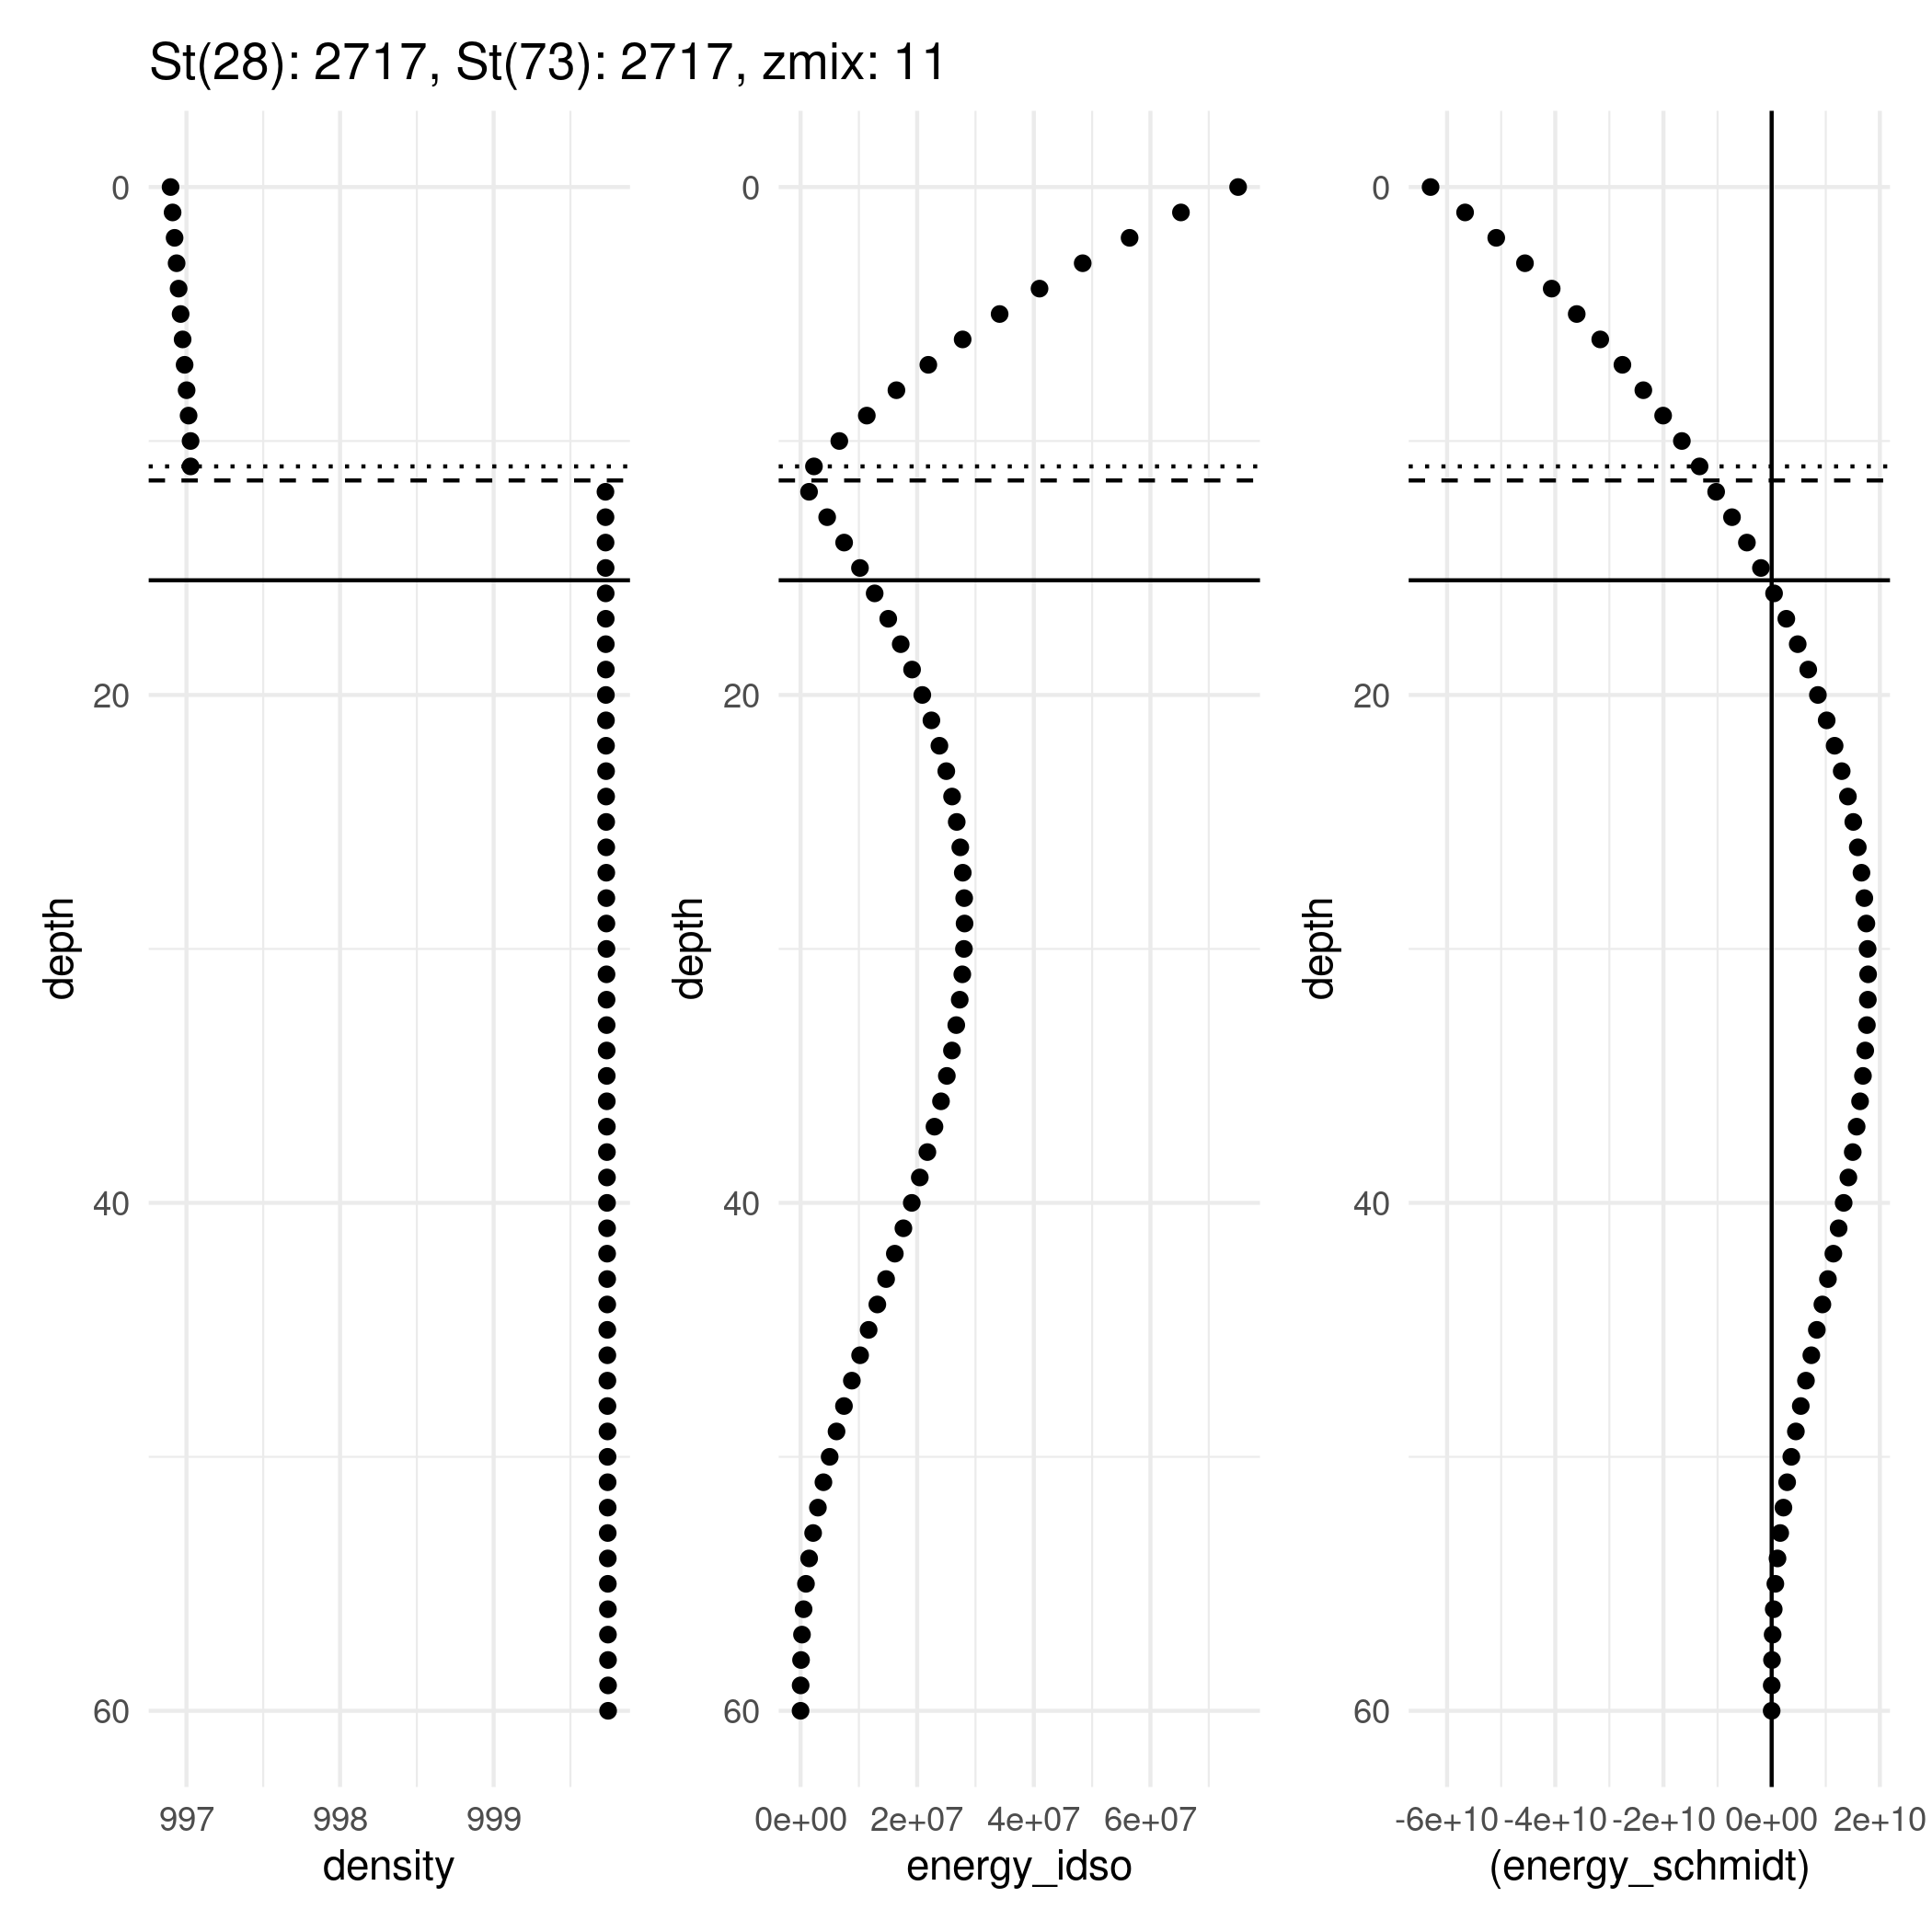 St(28): 2717, St(73): 2717, zmix: 11
0
20
40
60
depth
997 998 999
density
0
20
40
60
depth
0e+00 2e+07 4e+07 6e+07
energy_idso
0
20
40
60
depth
-6e+10 -4e+10 -2e+10 0e+00 2e+10
(energy_schmidt)